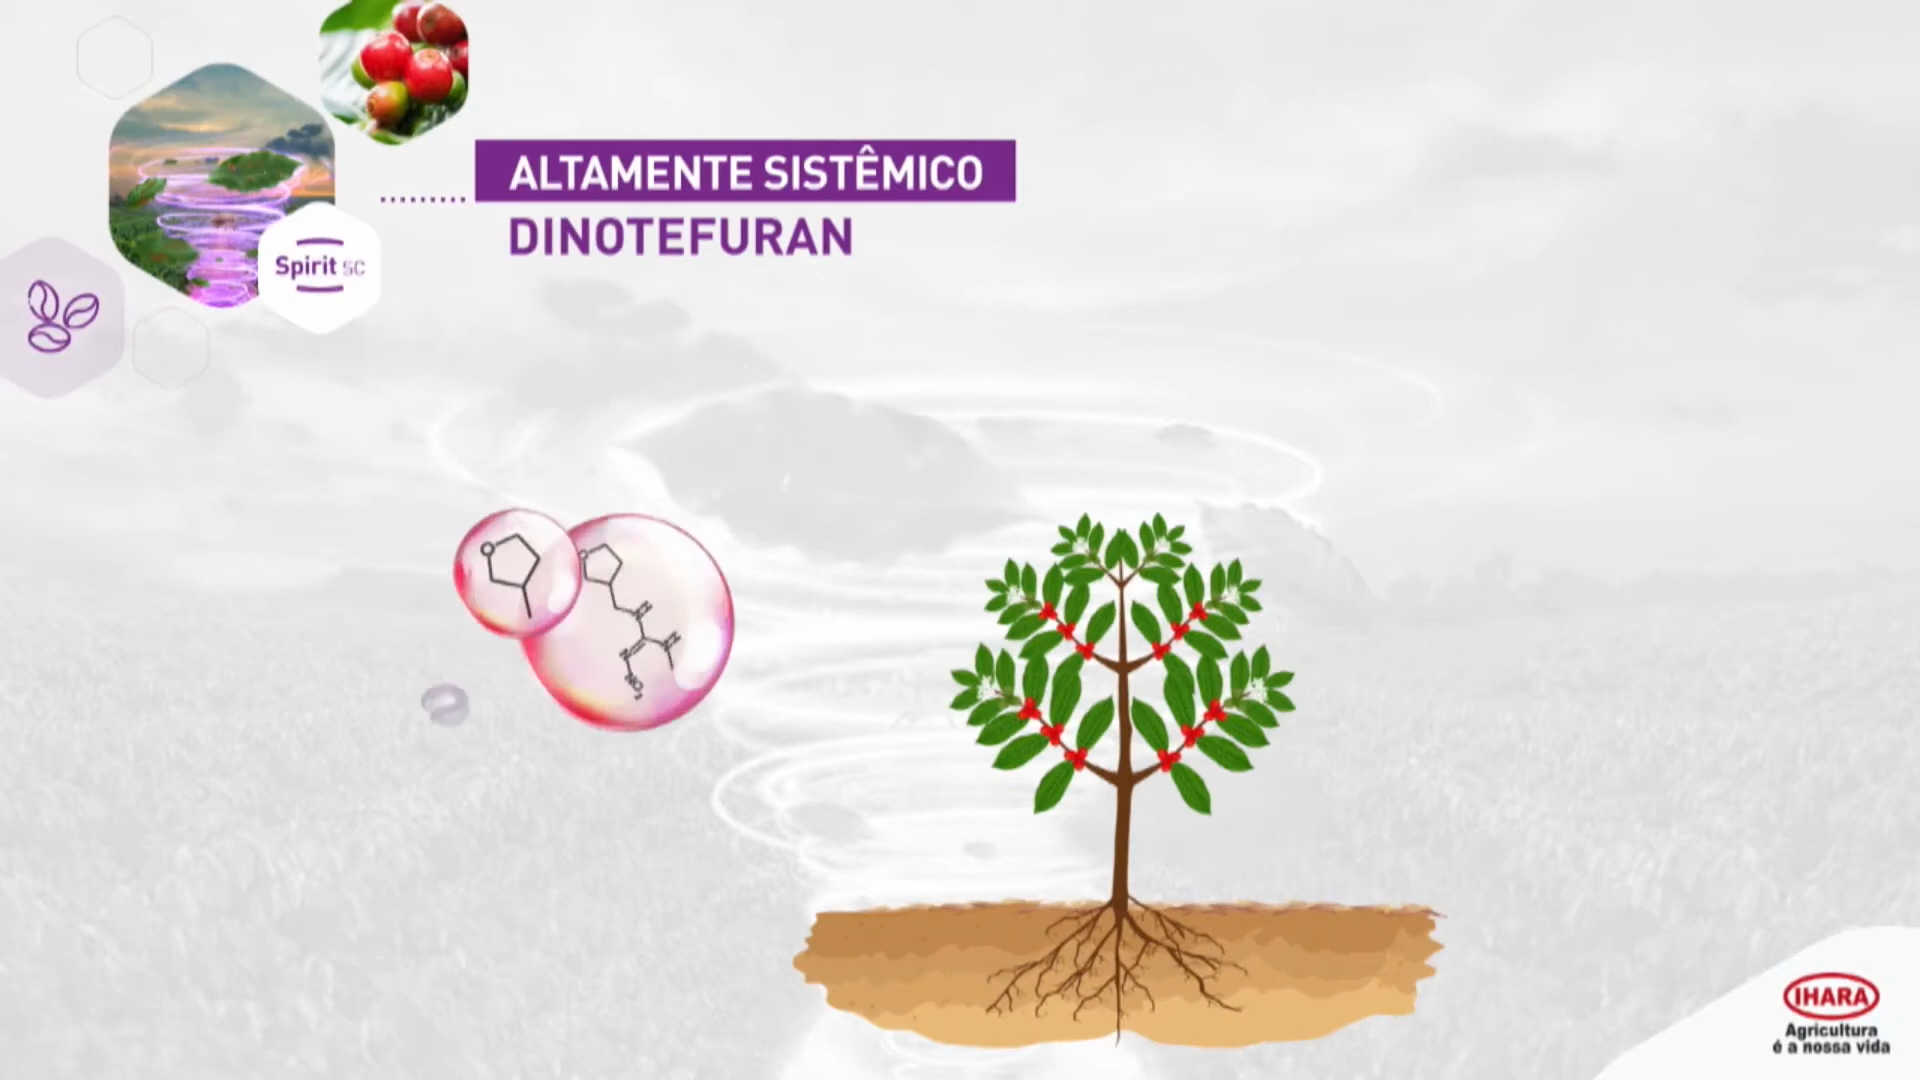 ALTAMENTE SISTÊMICO
DINOTEFURAN
Spirit SC
IHARA
Agricultura
é a nossa vida